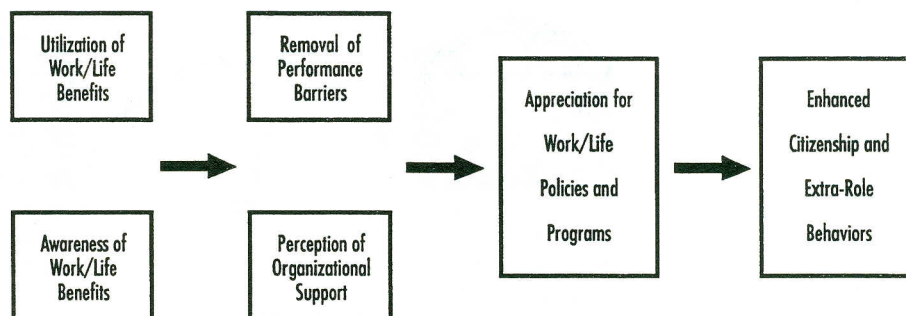 Utilization of
Work/Life
Benefits
Removal of
Performance
Barriers
Appreciation for
Work/Life
Policies and
Programs
Enhanced
Citizenship and
Extra-Role
Behaviors
Awareness of
Work/Life
Benefits
Perception of
Organizational
Support